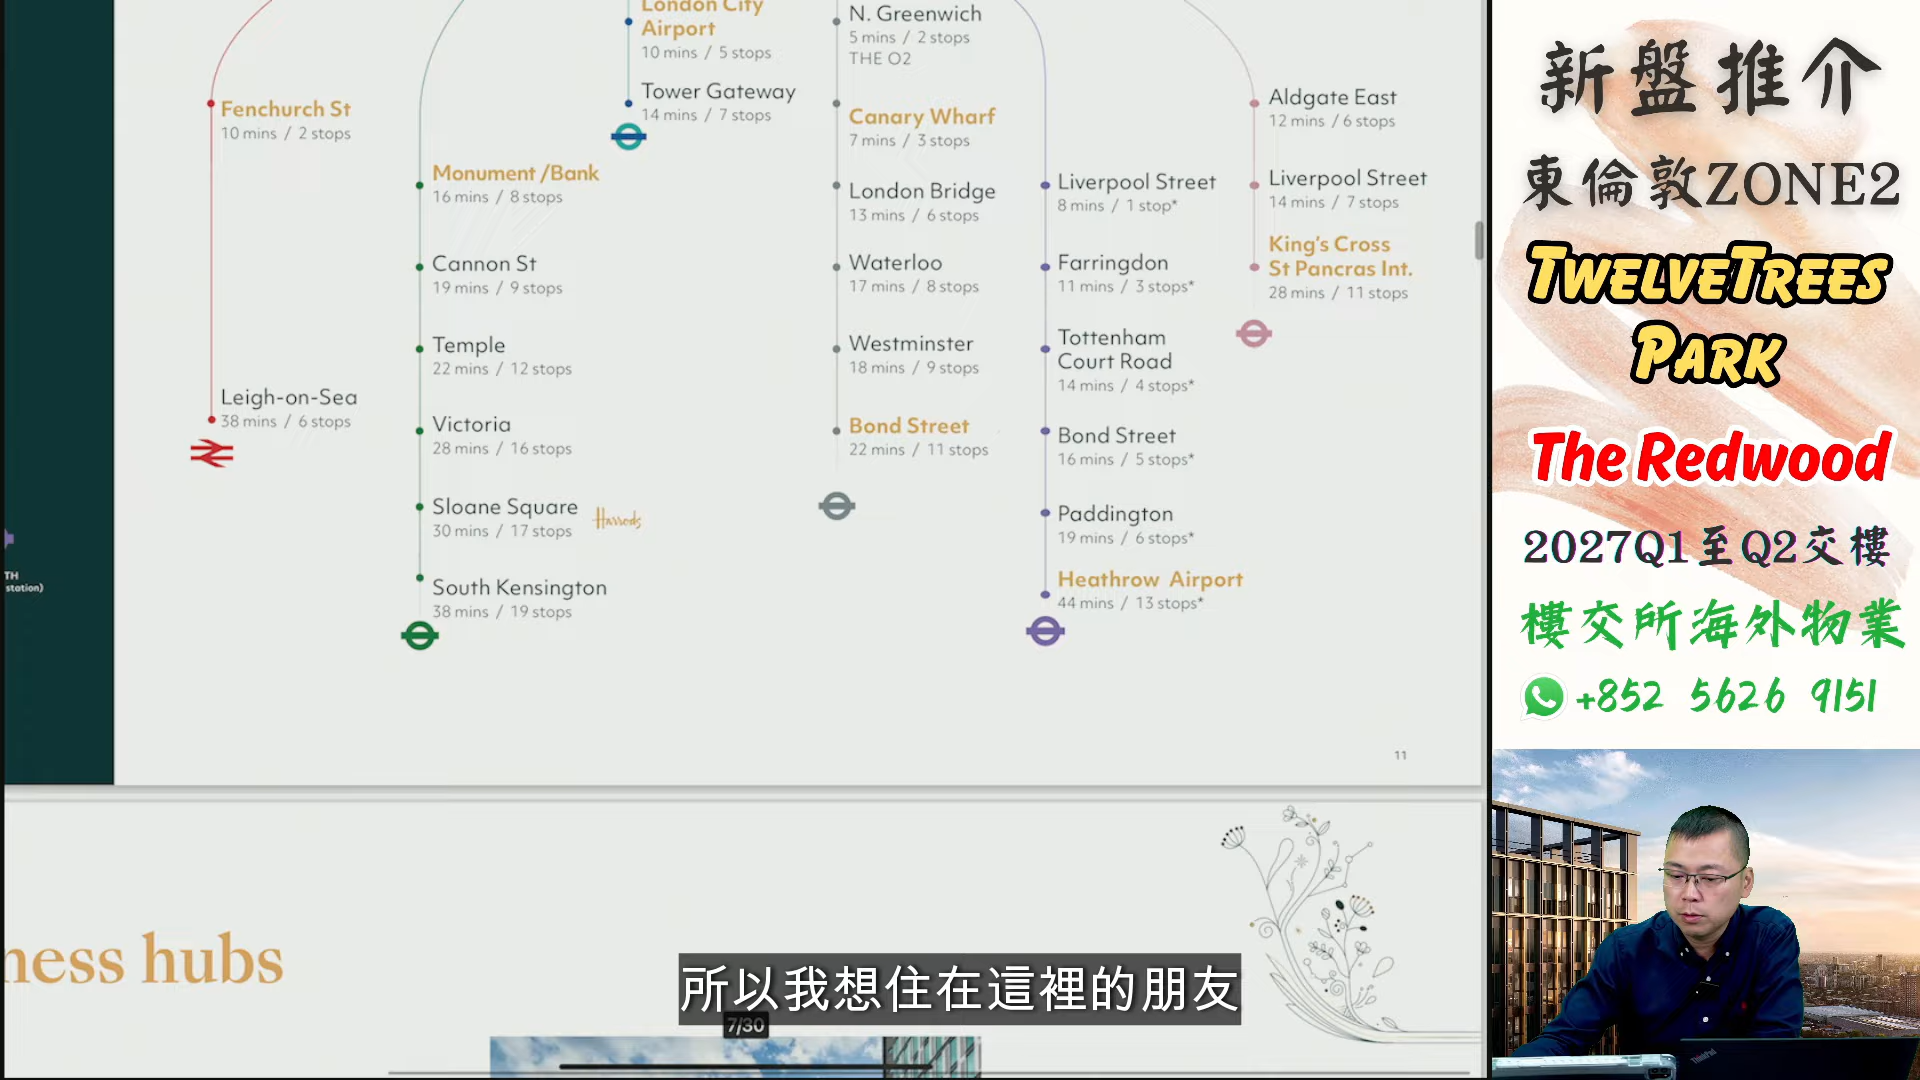 Fenchurch St
10 mins / 2 stops
Leigh-on-Sea
38 mins / 6 stops
Monument /Bank
16 mins / 8 stops
Cannon St
19 mins / 9 stops
Temple
22 mins / 12 stops
Victoria
28 mins / 16 stops
Sloane Square
30 mins / 17 stops
Harrods
South Kensington
38 mins / 19 stops
London City
Airport
10 mins / 5 stops
Tower Gateway
14 mins / 7 stops
N. Greenwich
5 mins / 2 stops
THE O2
Canary Wharf
7 mins / 3 stops
London Bridge
13 mins / 6 stops
Waterloo
17 mins / 8 stops
Westminster
18 mins / 9 stops
Bond Street
22 mins / 11 stops
Liverpool Street
8 mins / 1 stop*
Farringdon
11 mins / 3 stops*
Tottenham
Court Road
14 mins / 4 stops*
Bond Street
16 mins / 5 stops*
Paddington
19 mins / 6 stops*
Heathrow Airport
44 mins / 13 stops*
Aldgate East
12 mins / 6 stops
Liverpool Street
14 mins / 7 stops
King's Cross
St Pancras Int.
28 mins / 11 stops
TH
station)
11
ness hubs
所以我想住在這裡的朋友
7/30
新盤推介
東倫敦ZONE2
TwelveTrees
Park
The Redwood
2027Q1至Q2交樓
樓交所海外物業
+852 5626 9151
ThinkPad